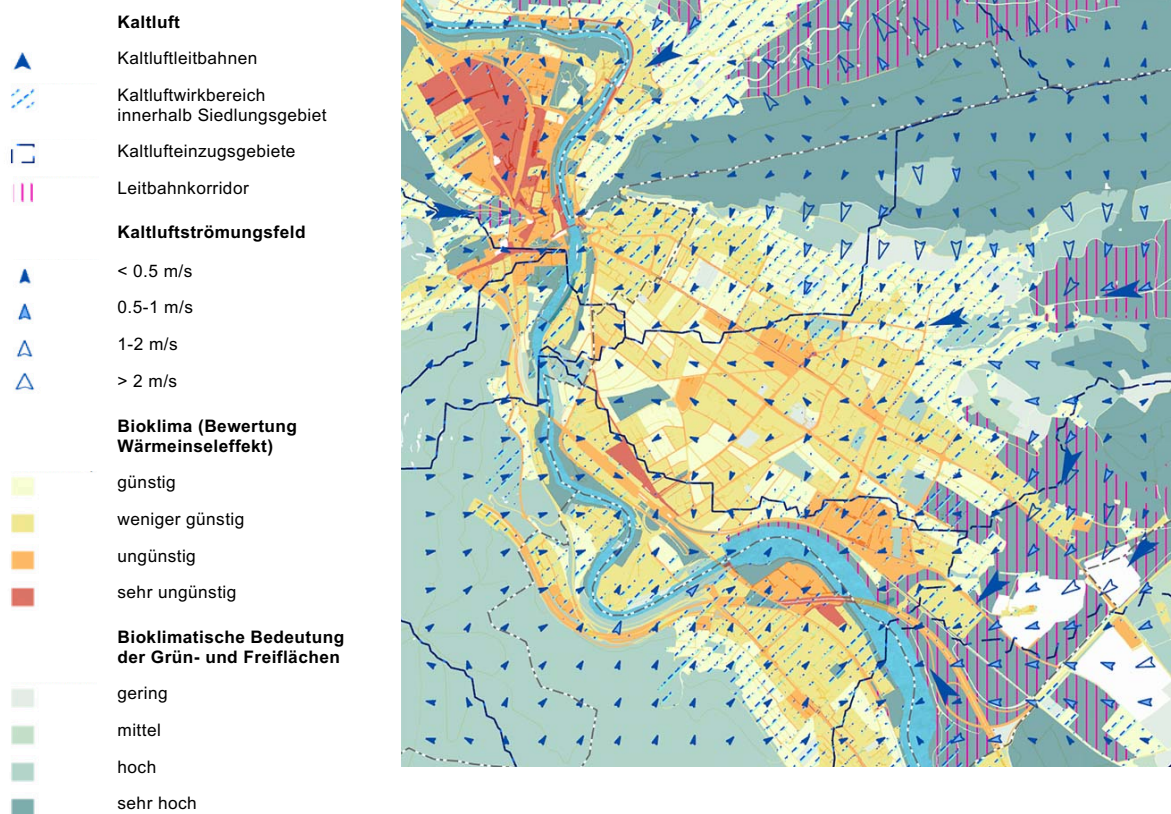 Kaltluft
Kaltluftleitbahnen
Kaltluftwirkbereich
innerhalb Siedlungsgebiet
Kaltlufteinzugsgebiete
Leitbahnkorridor
Kaltluftströmungsfeld
< 0.5 m/s
0.5-1 m/s
1-2 m/s
> 2 m/s
Bioklima (Bewertung
Wärmeinseleffekt)
günstig
weniger günstig
ungünstig
sehr ungünstig
Bioklimatische Bedeutung
der Grün- und Freiflächen
gering
mittel
hoch
sehr hoch